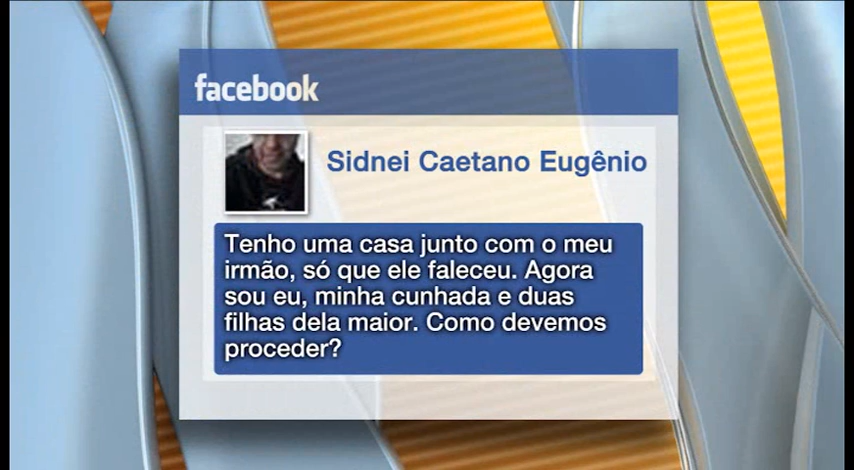 facebook
Sidnei Caetano Eugênio
Tenho uma casa junto com o meu
irmão, só que ele faleceu. Agora
sou eu, minha cunhada e duas
filhas dela maior. Como devemos
proceder?